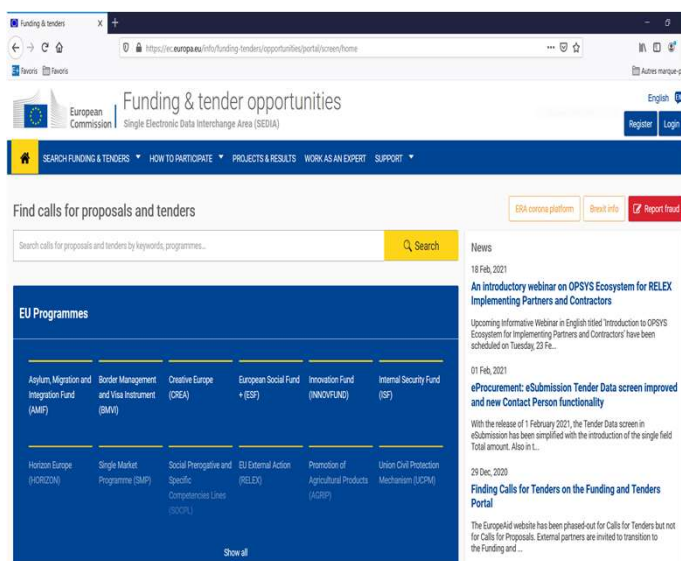 Funding & tenders
https://ec.europa.eu/info/funding-tenders/opportunities/portal/screen/home
Favoris Favoris
Autres marque-p
European
Commission
Funding & tender opportunities
Single Electronic Data Interchange Area (SEDIA)
English
Register Login
SEARCH FUNDING & TENDERS HOW TO PARTICIPATE PROJECTS & RESULTS WORK AS AN EXPERT SUPPORT
Find calls for proposals and tenders
ERA corona platform Brexit info Report fraud
Search calls for proposals and tenders by keywords, programmes...
Search
EU Programmes
Asylum, Migration and
Integration Fund
(AMIF)
Border Management
and Visa Instrument
(BMVI)
Creative Europe
(CREA)
European Social Fund
+ (ESF)
Innovation Fund
(INNOVFUND)
Internal Security Fund
(ISF)
Horizon Europe
(HORIZON)
Single Market
Programme (SMP)
Social Prerogative and
Specific
Competencies Lines
(SOCPL)
EU External Action
(RELEX)
Promotion of
Agricultural Products
(AGRIP)
Union Civil Protection
Mechanism (UCPM)
Show all
News
18 Feb, 2021
An introductory webinar on OPSYS Ecosystem for RELEX
Implementing Partners and Contractors
Upcoming Informative Webinar in English titled 'Introduction to OPSYS
Ecosystem for Implementing Partners and Contractors' have been
scheduled on Tuesday, 23 Fe...
01 Feb, 2021
eProcurement: eSubmission Tender Data screen improved
and new Contact Person functionality
With the release of 1 February 2021, the Tender Data screen in
eSubmission has been simplified with the introduction of the single field
Total amount. Also in t...
29 Dec, 2020
Finding Calls for Tenders on the Funding and Tenders
Portal
The EuropeAid website has been phased-out for Calls for Tenders but not
for Calls for Proposals. External partners are invited to transition to
the Funding and ...